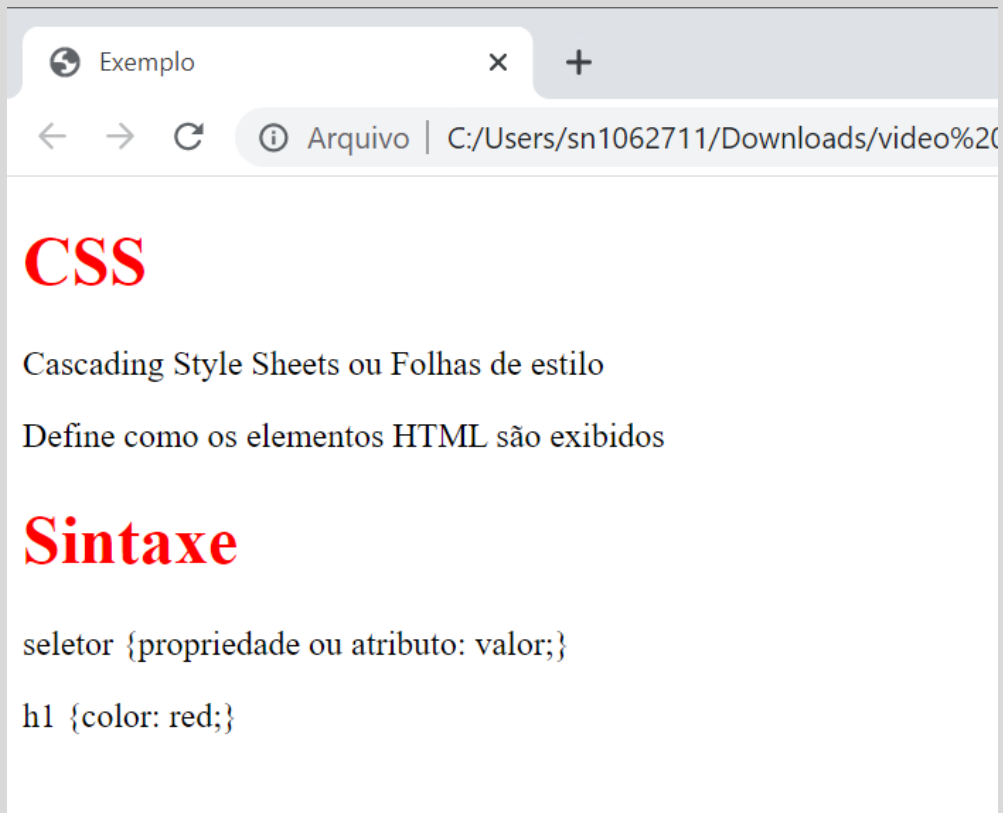 Exemplo
Arquivo | C:/Users/sn1062711/Downloads/video%20
CSS
Cascading Style Sheets ou Folhas de estilo
Define como os elementos HTML são exibidos
Sintaxe
seletor {propriedade ou atributo: valor;}
h1 {color: red;}